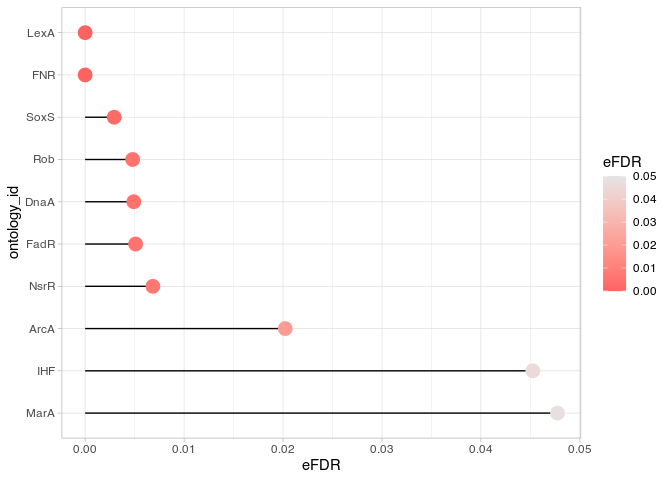 LexA
FNR
SoxS
Rob
DnaA
FadR
NsrR
ArcA
IHF
MarA
ontology_id
0.00 0.01 0.02 0.03 0.04 0.05
eFDR
eFDR
0.05
0.04
0.03
0.02
0.01
0.00